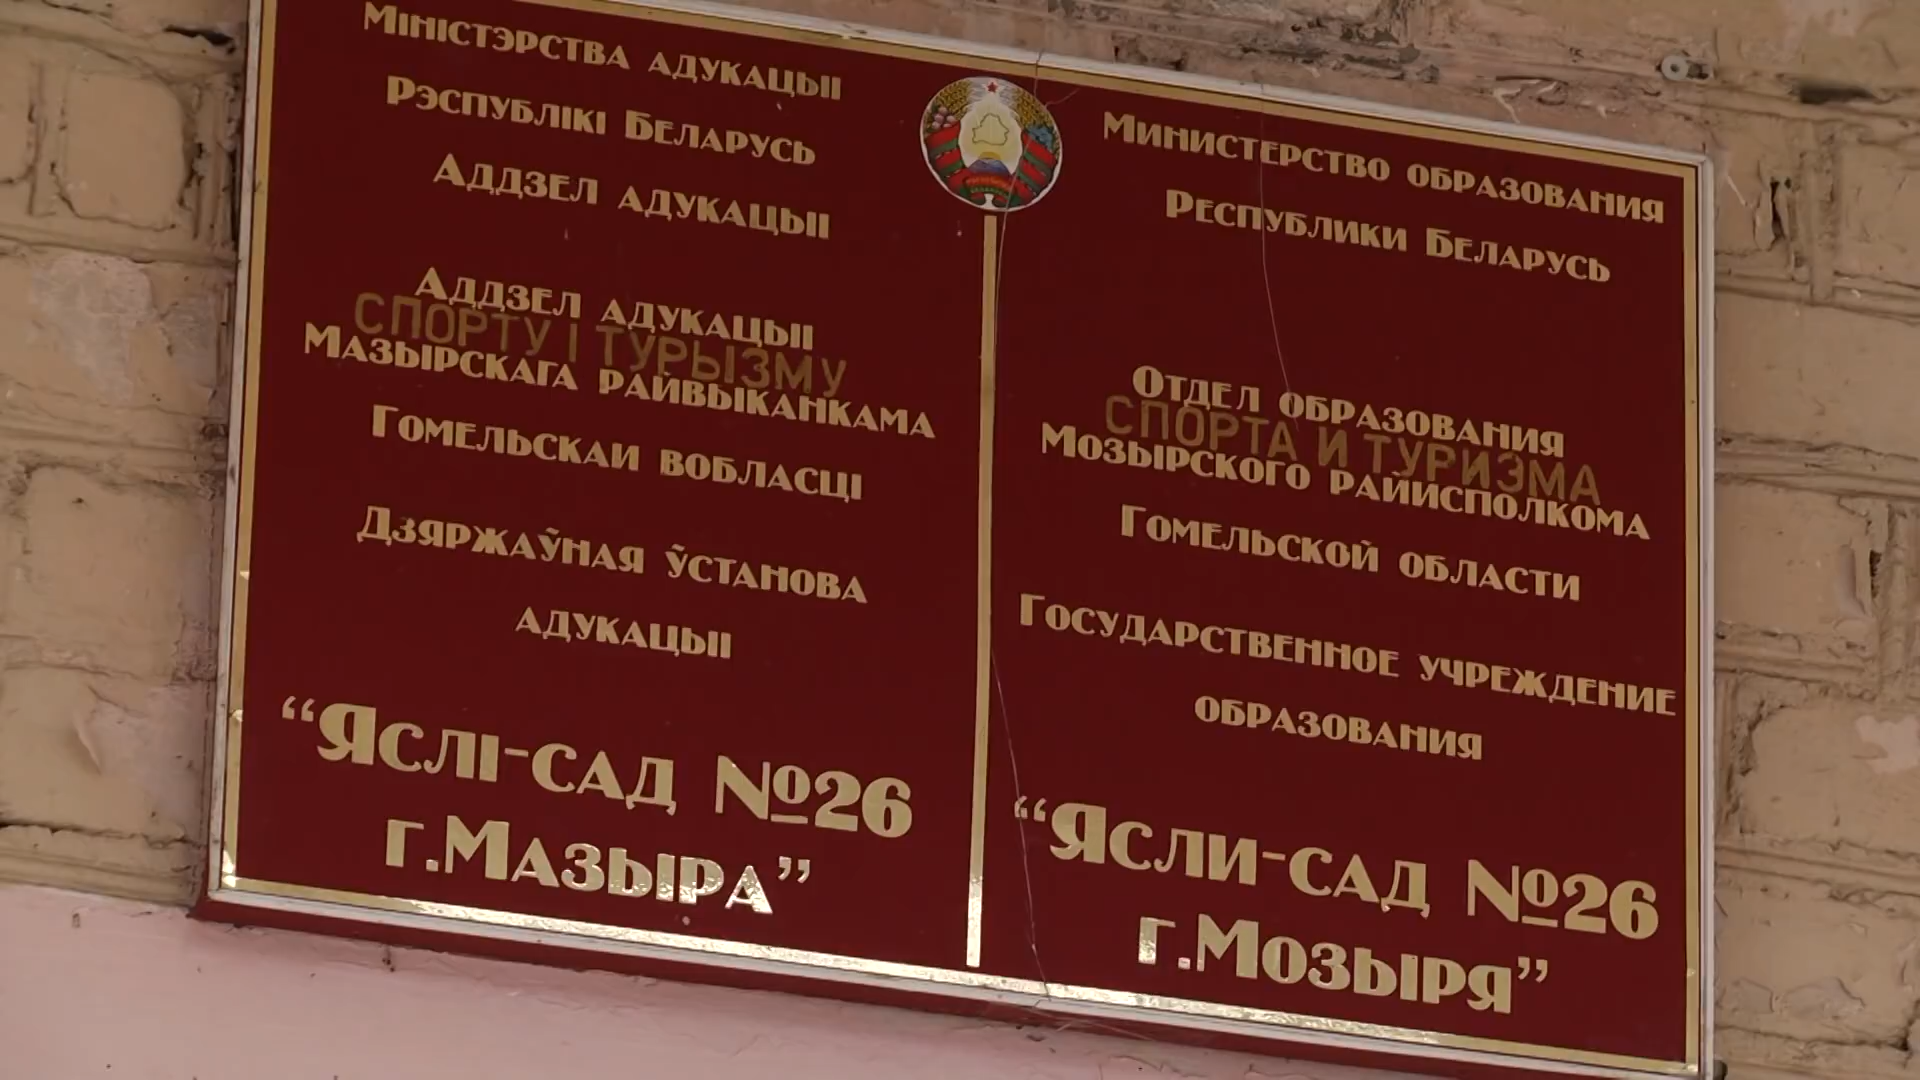 Міністэрства адукацыі
Рэспублікі Беларусь
Аддзел адукацыі
Аддзел адукацыі
СПОРТУ І ТУРЫЗМУ
Мазырскага райвыканкама
Гомельскаи вобласці
Дзяржаўная ўстанова
адукацыі
“Яслі-сад №26
г.Мазыра”
Министерство образования
Республики Беларусь
Отдел образования
СПОРТА И ТУРИЗМА
Мозырского райисполкома
Гомельской области
Государственное учреждение
образования
“Ясли-сад №26
г.Мозыря”